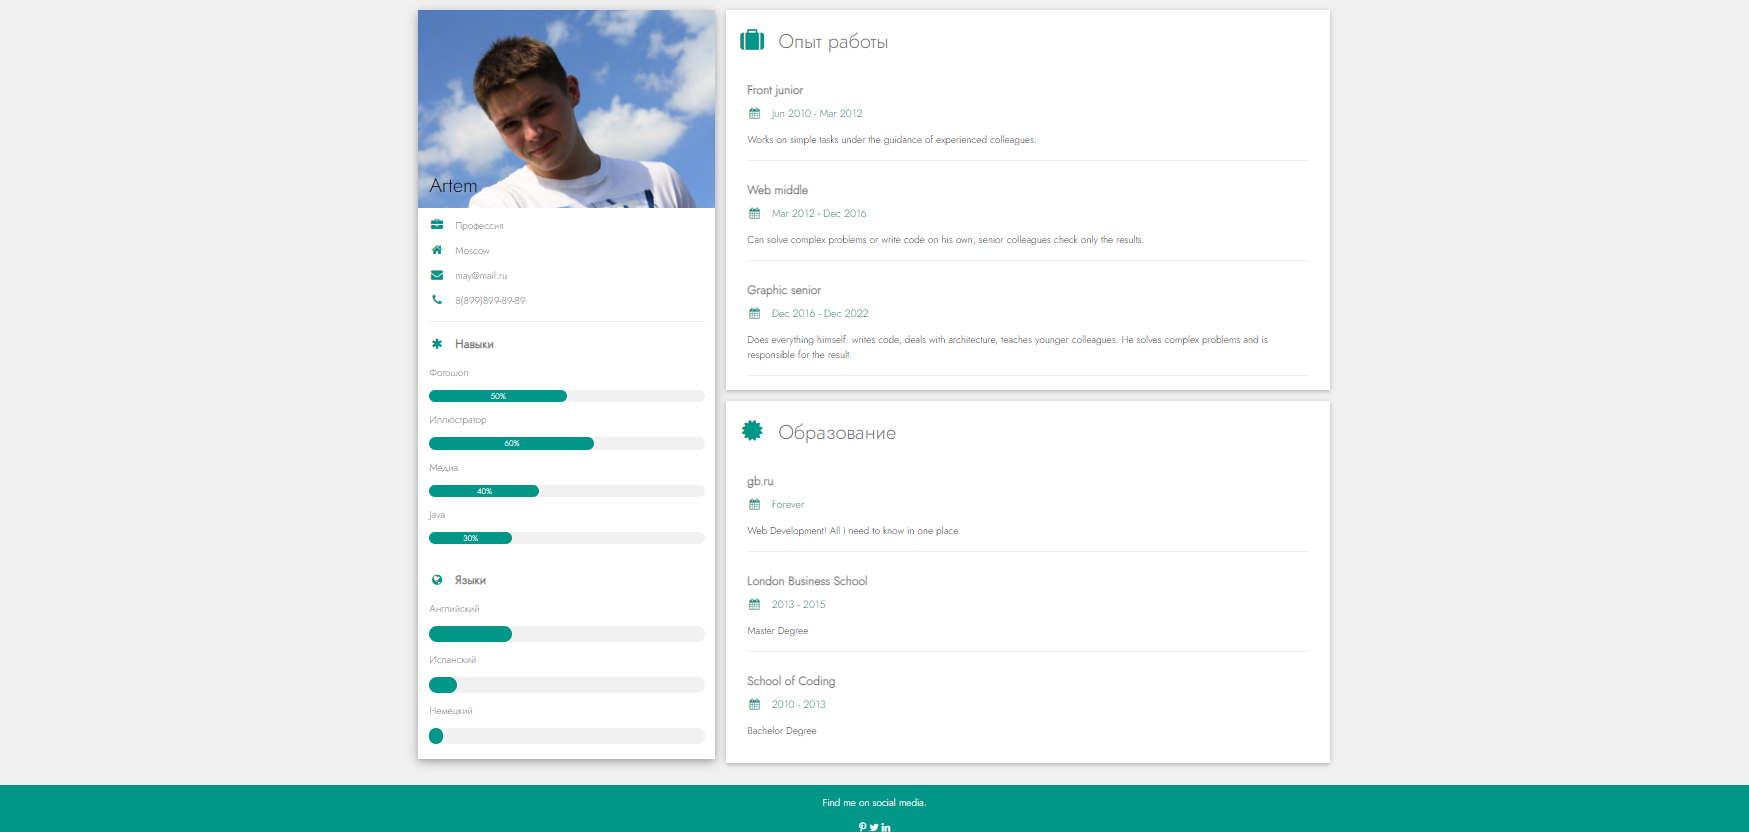 Artem
Профессия
Moscow
may@mail.ru
8(899)899-89-89
Навыки
Фотошоп
50%
Иллюстратор
60%
Медиа
40%
Java
30%
Языки
Английский
Испанский
Немецкий
Опыт работы
Front junior
Jun 2010 - Mar 2012
Works on simple tasks under the guidance of experienced colleagues.
Web middle
Mar 2012 - Dec 2016
Can solve complex problems or write code on his own, senior colleagues check only the results.
Graphic senior
Dec 2016 - Dec 2022
Does everything himself: writes code, deals with architecture, teaches younger colleagues. He solves complex problems and is
responsible for the result.
Образование
gb.ru
Forever
Web Development! All I need to know in one place
London Business School
2013 - 2015
Master Degree
School of Coding
2010 - 2013
Bachelor Degree
Find me on social media.